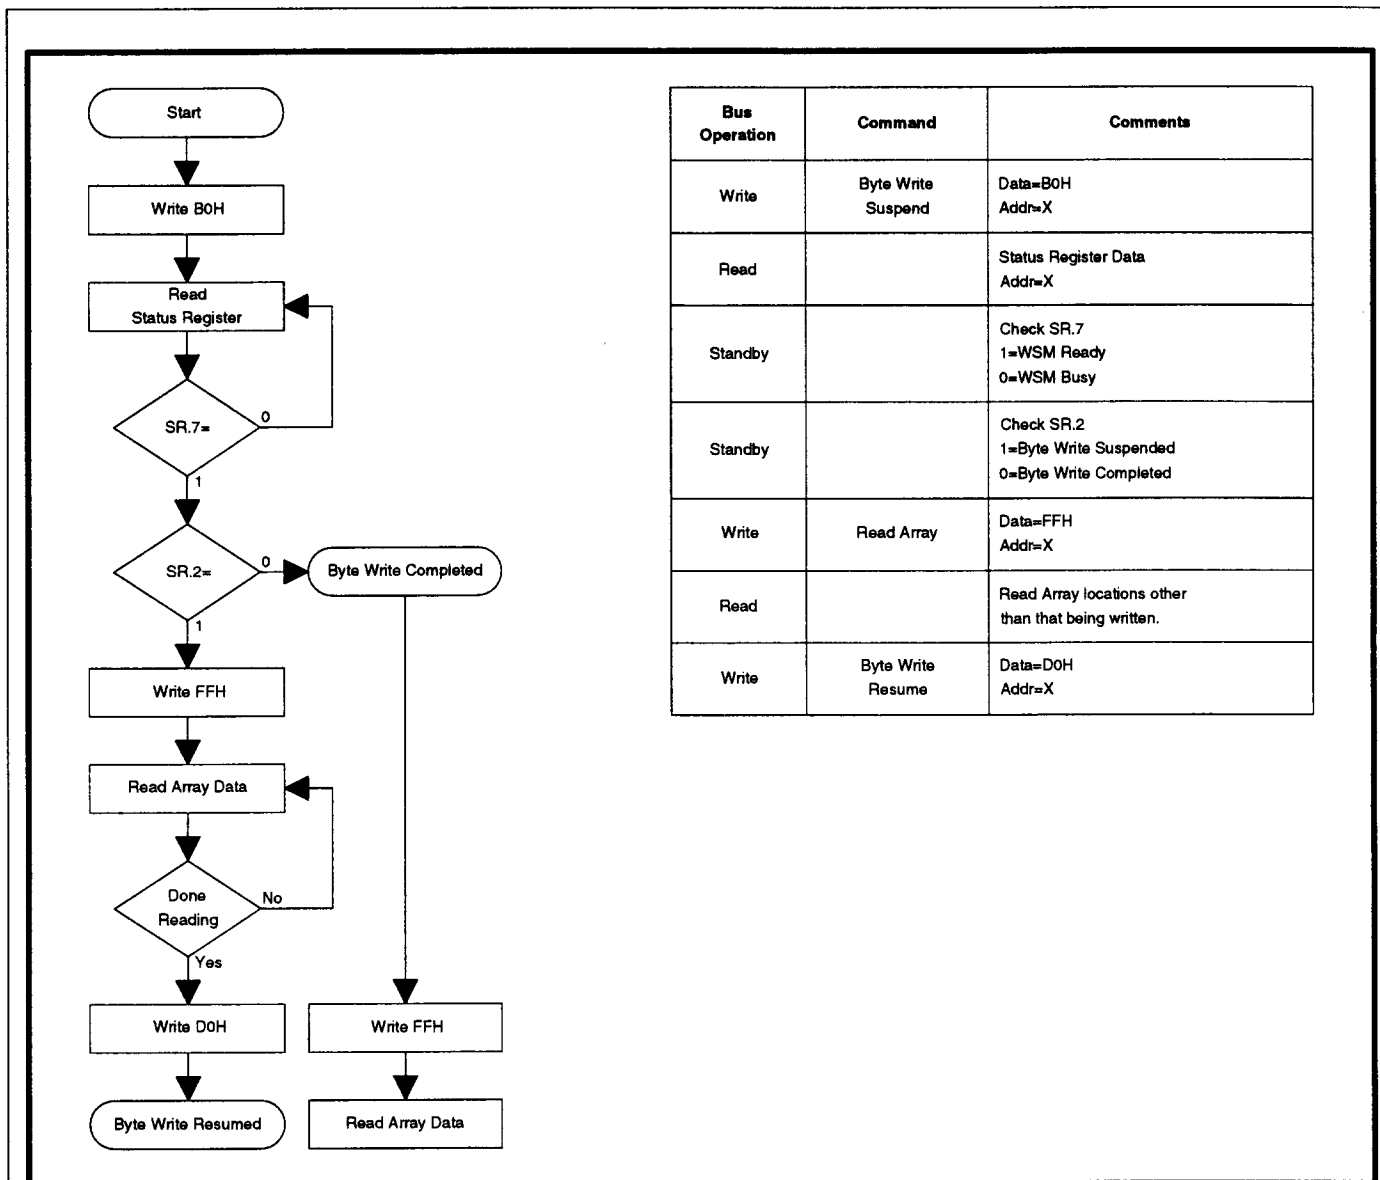 Start
Write B0H
Read
Status Register
SR.7=
0
1
SR.2=
0
Byte Write Completed
1
Write FFH
Read Array Data
Done
Reading
No
Yes
Write D0H
Write FFH
Byte Write Resumed
Read Array Data
Bus
Operation
Command
Comments
Write
Byte Write
Suspend
Data=B0H
Addr=X
Read
Status Register Data
Addr=X
Standby
Check SR.7
1=WSM Ready
0=WSM Busy
Standby
Check SR.2
1=Byte Write Suspended
0=Byte Write Completed
Write
Read Array
Data=FFH
Addr=X
Read
Read Array locations other
than that being written.
Write
Byte Write
Resume
Data=D0H
Addr=X